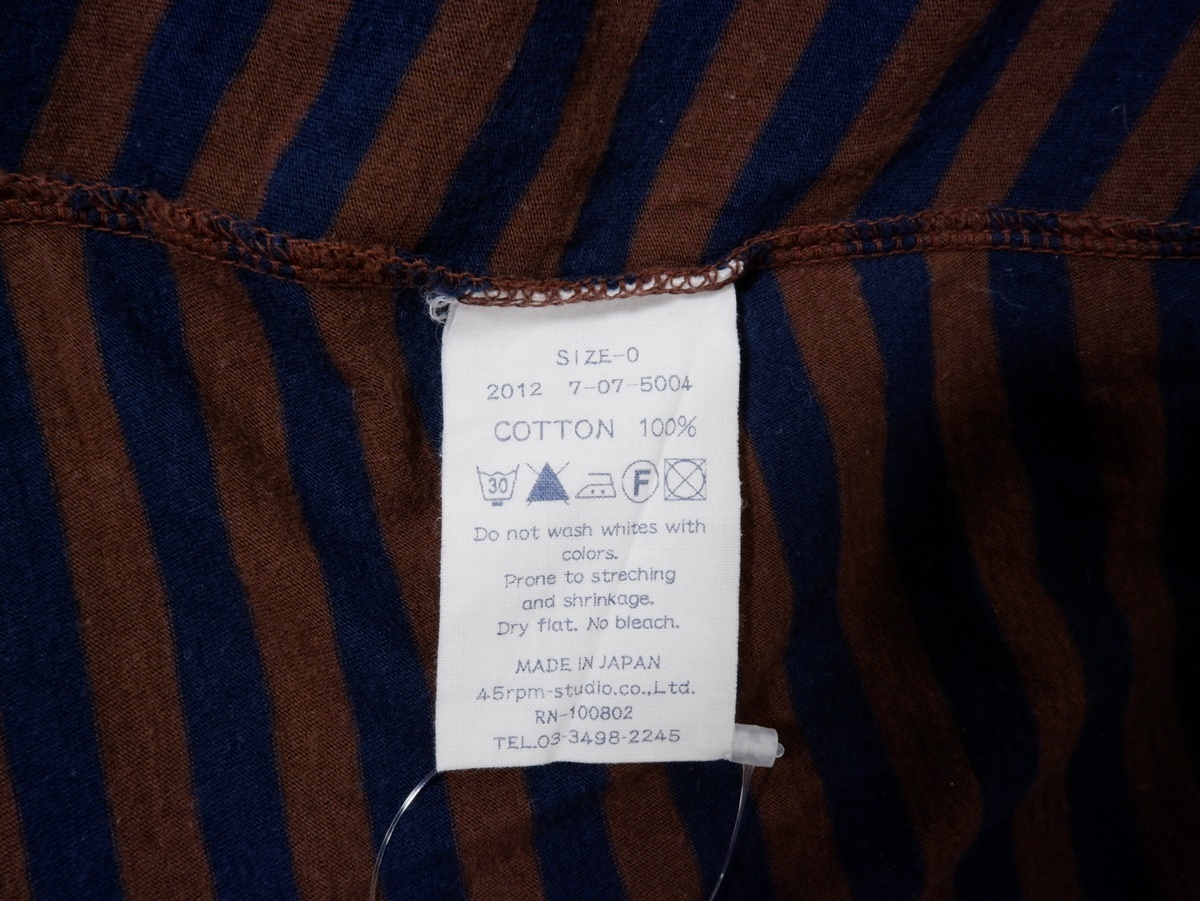 SIZE-0
2012 7-07-5004
COTTON 100%
30 F
Do not wash whites with
colors.
Prone to streching
and shrinkage.
Dry flat. No bleach.
MADE IN JAPAN
45rpm-studio.co.,Ltd.
RN-100802
TEL.03-3498-2245